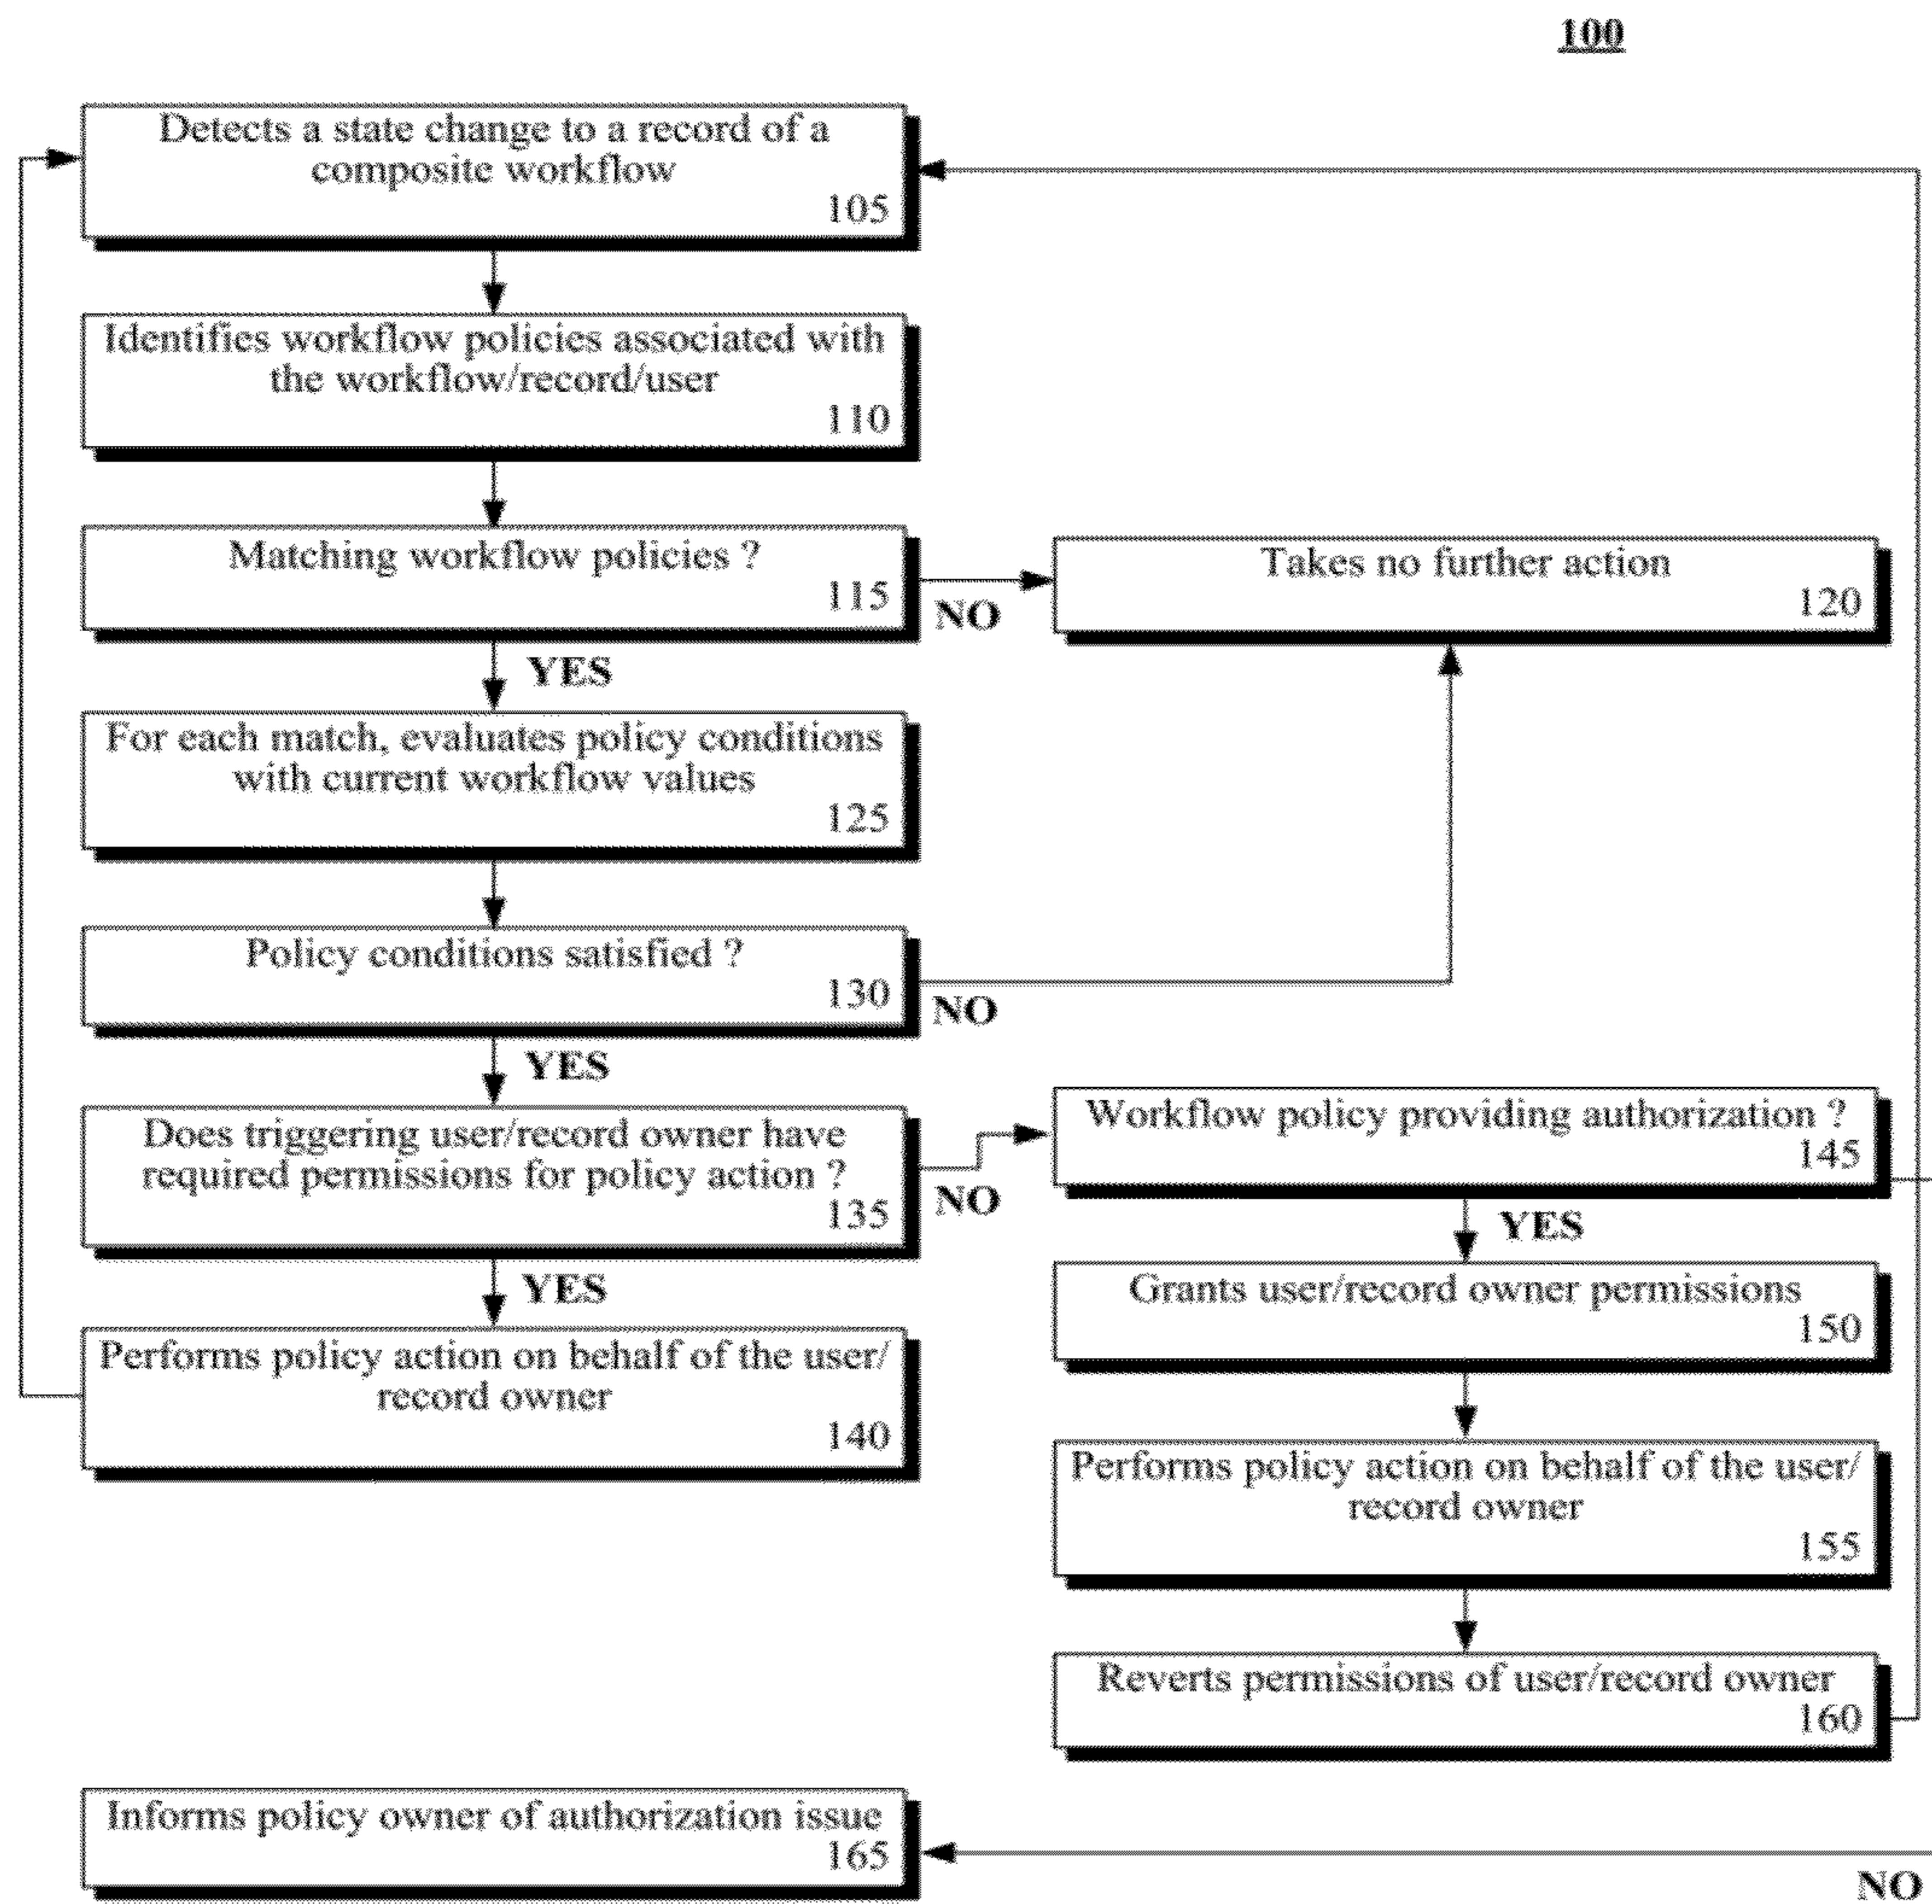 100
Detects a state change to a record of a
composite workflow
105
Identifies workflow policies associated with
the workflow/record/user
110
Matching workflow policies ?
115
NO
Takes no further action
120
YES
For each match, evaluates policy conditions
with current workflow values
125
Policy conditions satisfied ?
130
NO
YES
Does triggering user/record owner have
required permissions for policy action ?
135
NO
Workflow policy providing authorization ?
145
YES
YES
Performs policy action on behalf of the user/
record owner
140
Grants user/record owner permissions
150
Performs policy action on behalf of the user/
record owner
155
Reverts permissions of user/record owner
160
Informs policy owner of authorization issue
165
NO